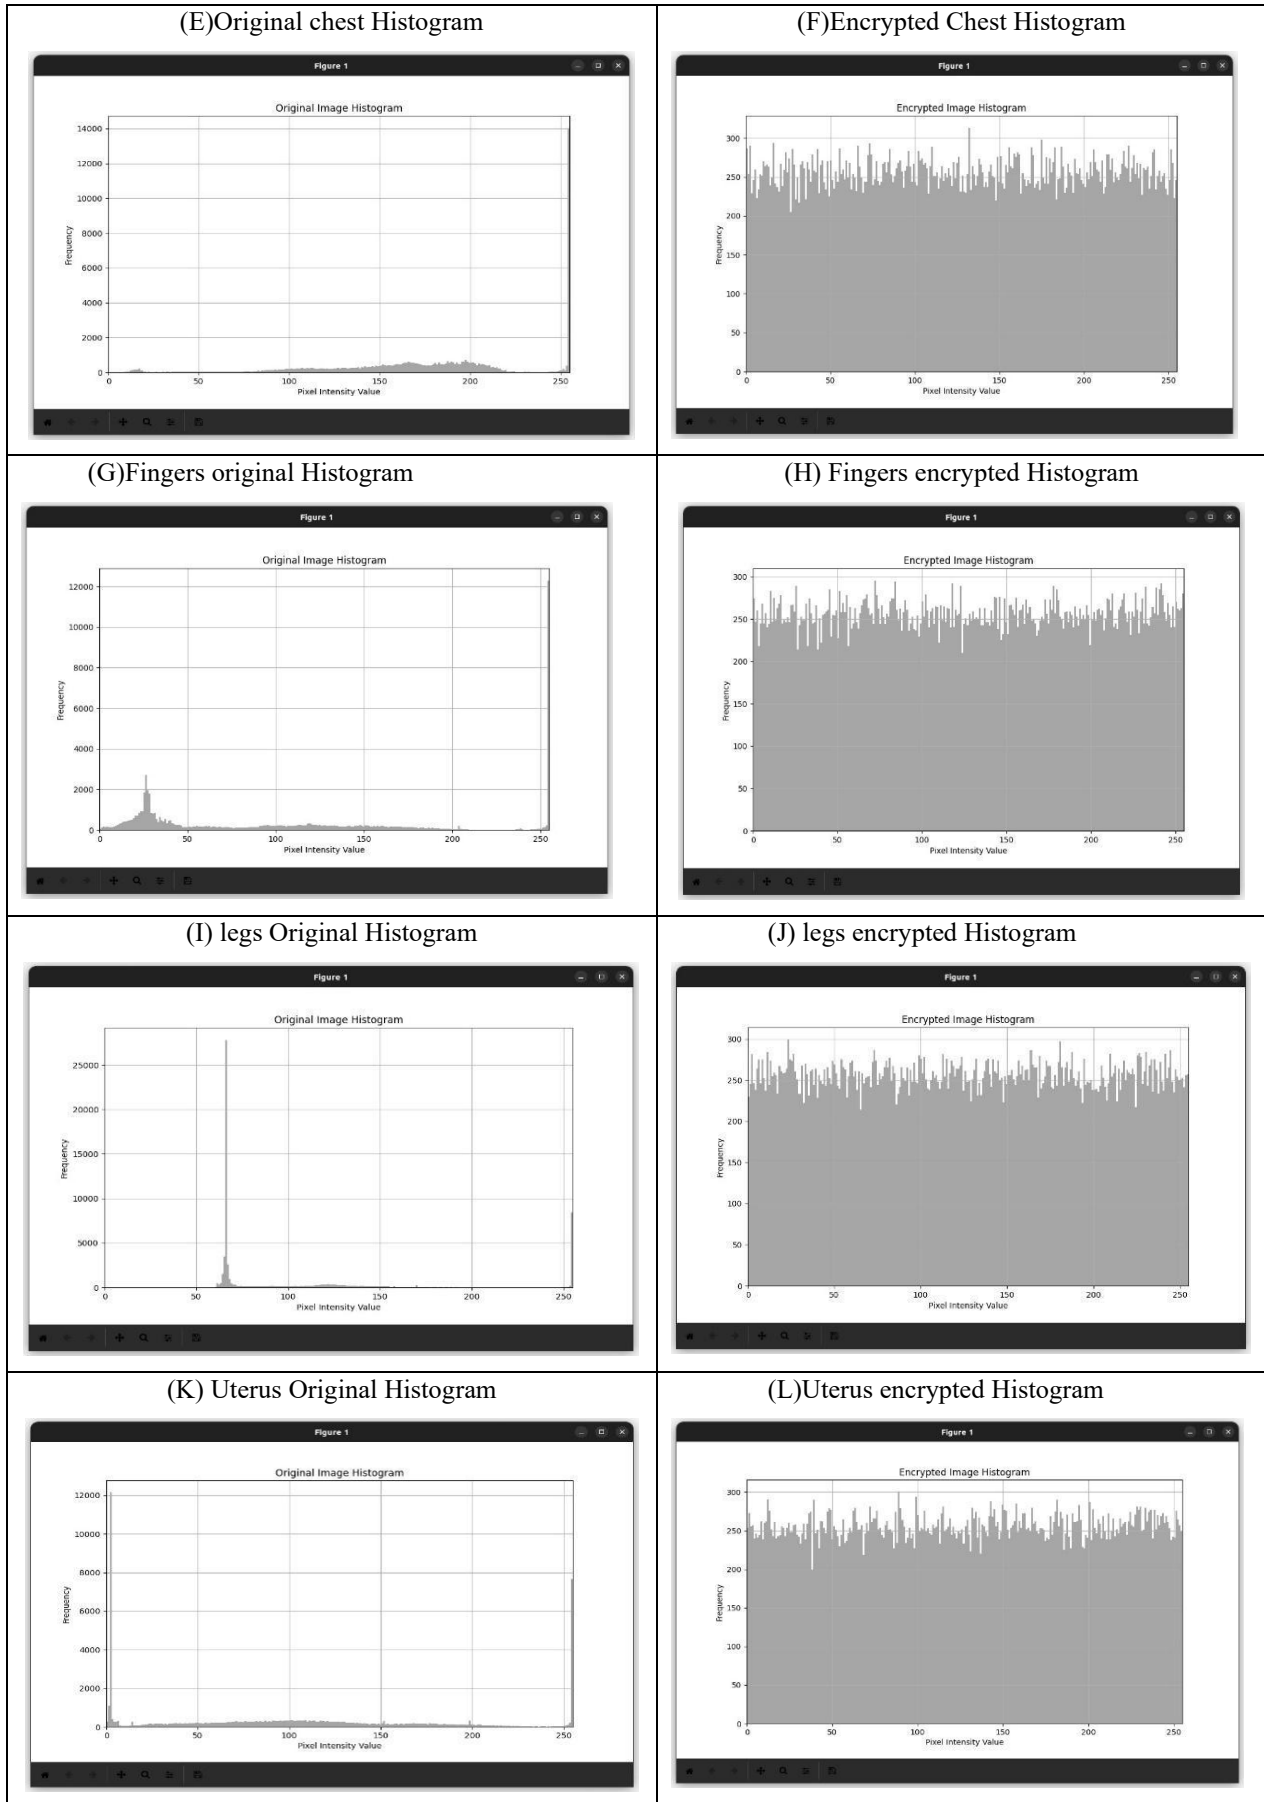 (E)Original chest Histogram
(F)Encrypted Chest Histogram
Figure 1
Original Image Histogram
14000
12000
10000
8000
6000
4000
2000
0
Frequency
0 50 100 150 200 250
Pixel Intensity Value
Figure 1
Encrypted Image Histogram
300
250
200
150
100
50
0
Frequency
0 50 100 150 200 250
Pixel Intensity Value
(G)Fingers original Histogram
(H) Fingers encrypted Histogram
Figure 1
Original Image Histogram
12000
10000
8000
6000
4000
2000
0
Frequency
0 50 100 150 200 250
Pixel Intensity Value
Figure 1
Encrypted Image Histogram
300
250
200
150
100
50
0
Frequency
0 50 100 150 200 250
Pixel Intensity Value
(I) legs Original Histogram
(J) legs encrypted Histogram
Figure 1
Original Image Histogram
25000
20000
15000
10000
5000
0
Frequency
0 50 100 150 200 250
Pixel Intensity Value
Figure 1
Encrypted Image Histogram
300
250
200
150
100
50
0
Frequency
0 50 100 150 200 250
Pixel Intensity Value
(K) Uterus Original Histogram
(L)Uterus encrypted Histogram
Figure 1
Original Image Histogram
12000
10000
8000
6000
4000
2000
0
Frequency
0 50 100 150 200 250
Pixel Intensity Value
Figure 1
Encrypted Image Histogram
300
250
200
150
100
50
0
Frequency
0 50 100 150 200 250
Pixel Intensity Value